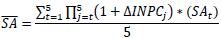 $\overline{SA} = \frac{\sum_{t=1}^{5} \prod_{j=t}^{5} (1 + \Delta INPC_j) * (SA_t)}{5}$